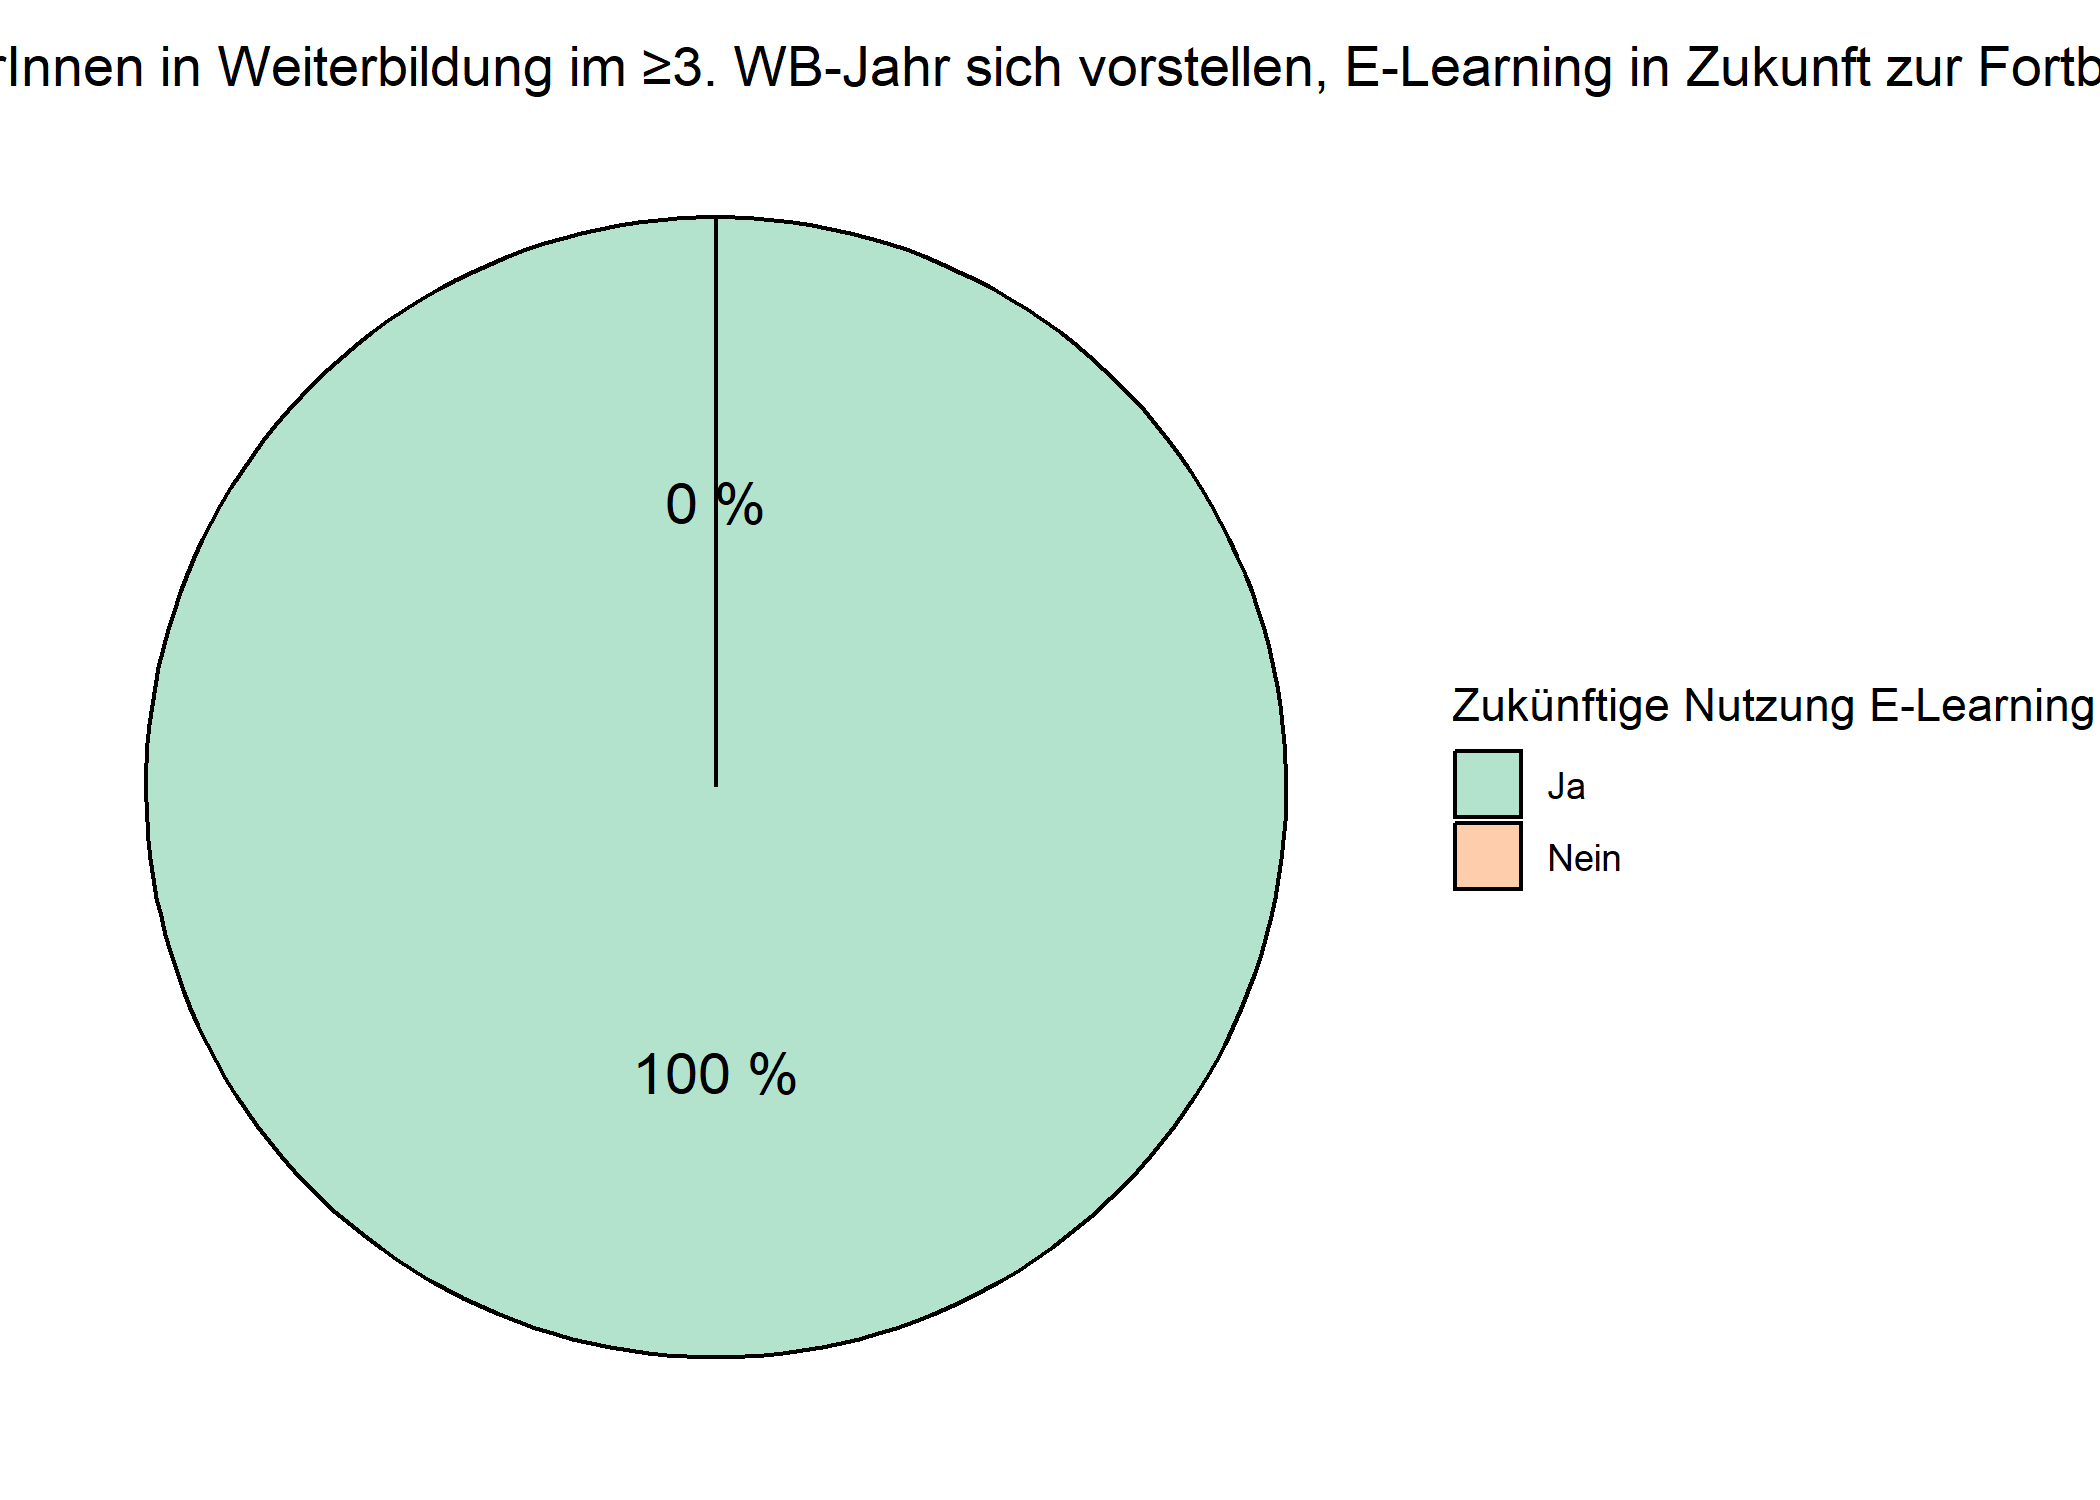 Innen in Weiterbildung im ≥3. WB-Jahr sich vorstellen, E-Learning in Zukunft zur Fortb
0 %
100 %
Zukünftige Nutzung E-Learning
Ja
Nein